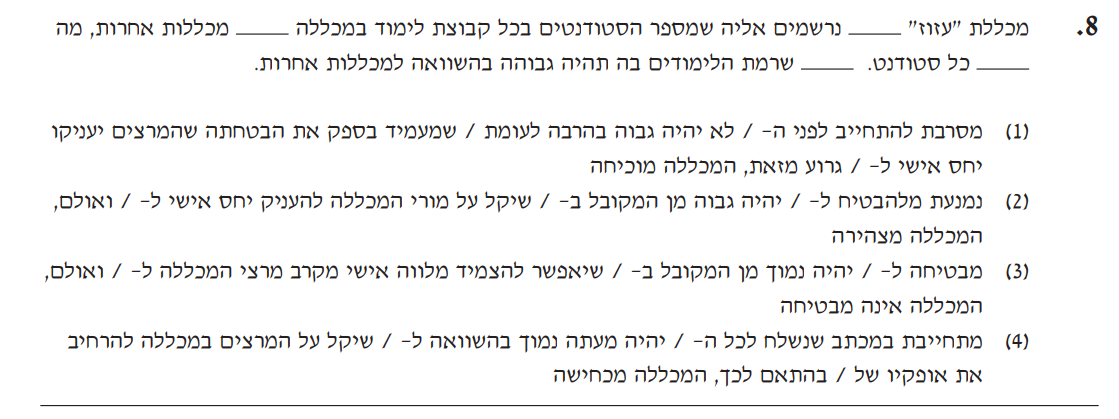 8. מכללת "עזוז" _____ נרשמים אליה שמספר הסטודנטים בכל קבוצת לימוד במכללה _____ מכללות אחרות, מה
_____ כל סטודנט. _____ שרמת הלימודים בה תהיה גבוהה בהשוואה למכללות אחרות.
(1) מסרבת להתחייב לפני ה- / לא יהיה גבוה בהרבה לעומת / שמעמיד בספק את הבטחתה שהמרצים יעניקו
יחס אישי ל- / גרוע מזאת, המכללה מוכיחה
(2) נמנעת מלהבטיח ל- / יהיה גבוה מן המקובל ב- / שיקל על מורי המכללה להעניק יחס אישי ל- / ואולם,
המכללה מצהירה
(3) מבטיחה ל- / יהיה נמוך מן המקובל ב- / שיאפשר להצמיד מלווה אישי מקרב מרצי המכללה ל- / ואולם,
המכללה אינה מבטיחה
(4) מתחייבת במכתב שנשלח לכל ה- / יהיה מעתה נמוך בהשוואה ל- / שיקל על המרצים במכללה להרחיב
את אופקיו של / בהתאם לכך, המכללה מכחישה